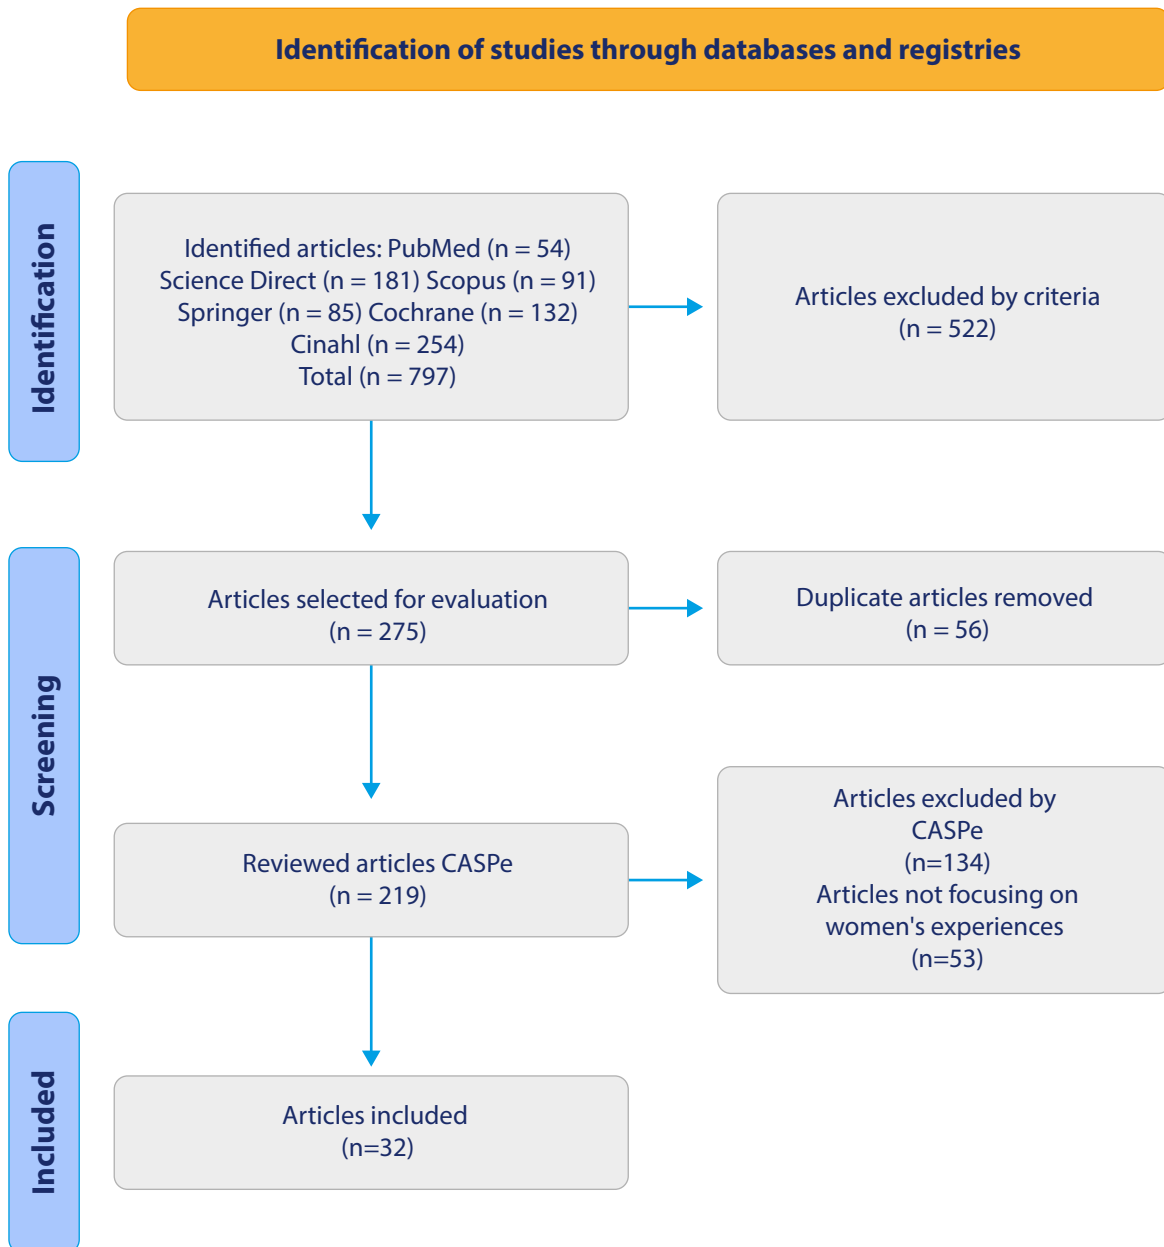 Identification of studies through databases and registries
Identification
Identified articles: PubMed (n = 54)
Science Direct (n = 181) Scopus (n = 91)
Springer (n = 85) Cochrane (n = 132)
Cinahl (n = 254)
Total (n = 797)
Articles excluded by criteria
(n = 522)
Screening
Articles selected for evaluation
(n = 275)
Duplicate articles removed
(n = 56)
Reviewed articles CASPe
(n = 219)
Articles excluded by
CASPe
(n=134)
Articles not focusing on
women's experiences
(n=53)
Included
Articles included
(n=32)